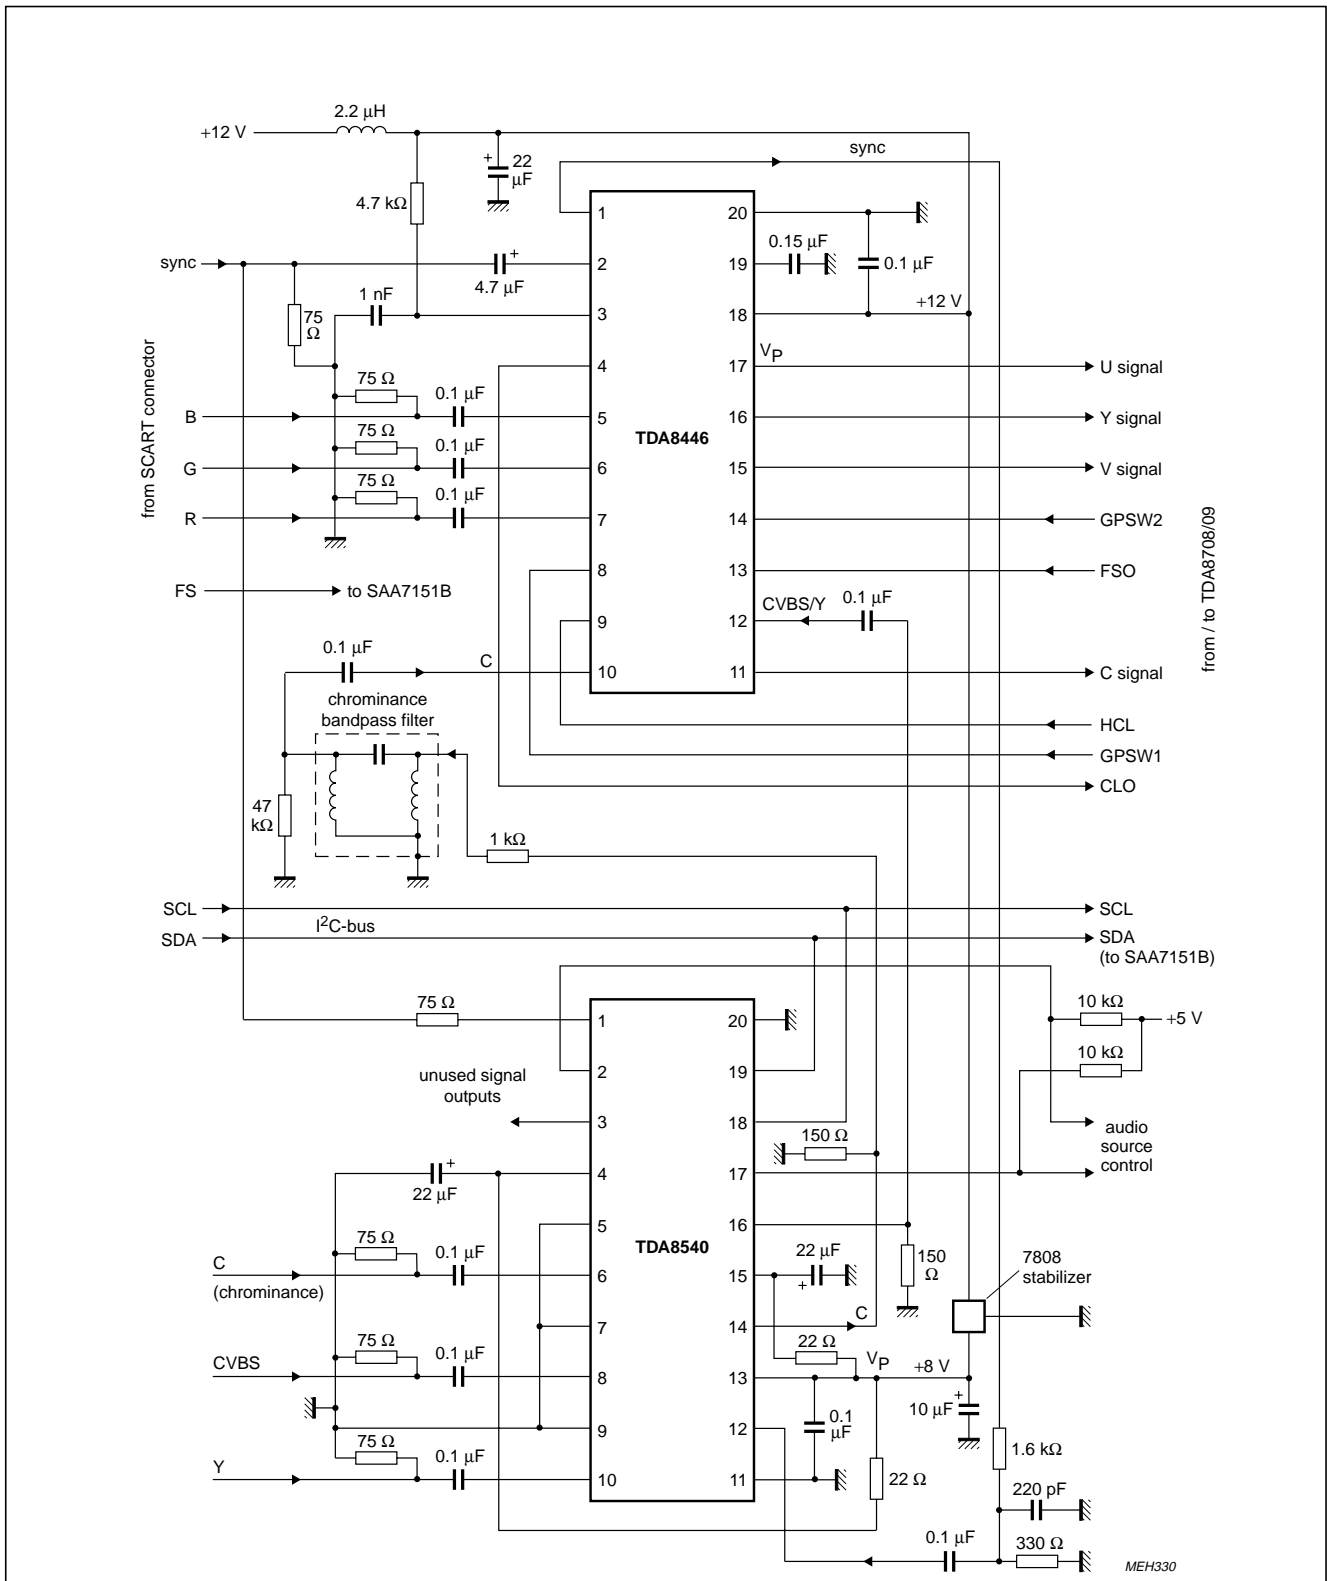 2.2 μH
+12 V
+
22
μF
4.7 kΩ
sync
sync
+
4.7 μF
1 nF
75
Ω
from SCART connector
75 Ω
0.1 μF
B
75 Ω
0.1 μF
G
75 Ω
0.1 μF
R
FS
to SAA7151B
TDA8446
1
2
3
4
5
6
7
8
9
10
20
19
18
17
16
15
14
13
12
11
0.15 μF
0.1 μF
+12 V
VP
U signal
Y signal
V signal
GPSW2
FSO
CVBS/Y
0.1 μF
C signal
HCL
GPSW1
CLO
from / to TDA8708/09
0.1 μF
C
chrominance
bandpass filter
47
kΩ
1 kΩ
SCL
I2C-bus
SDA
SCL
SDA
(to SAA7151B)
75 Ω
unused signal
outputs
+
22 μF
75 Ω
0.1 μF
C
(chrominance)
75 Ω
0.1 μF
CVBS
75 Ω
0.1 μF
Y
TDA8540
1
2
3
4
5
6
7
8
9
10
20
19
18
17
16
15
14
13
12
11
10 kΩ
+5 V
10 kΩ
audio
source
control
150 Ω
150
Ω
22 μF
+
C
22 Ω
VP
+8 V
7808
stabilizer
0.1
μF
22 Ω
+
10 μF
1.6 kΩ
220 pF
0.1 μF
330 Ω
MEH330